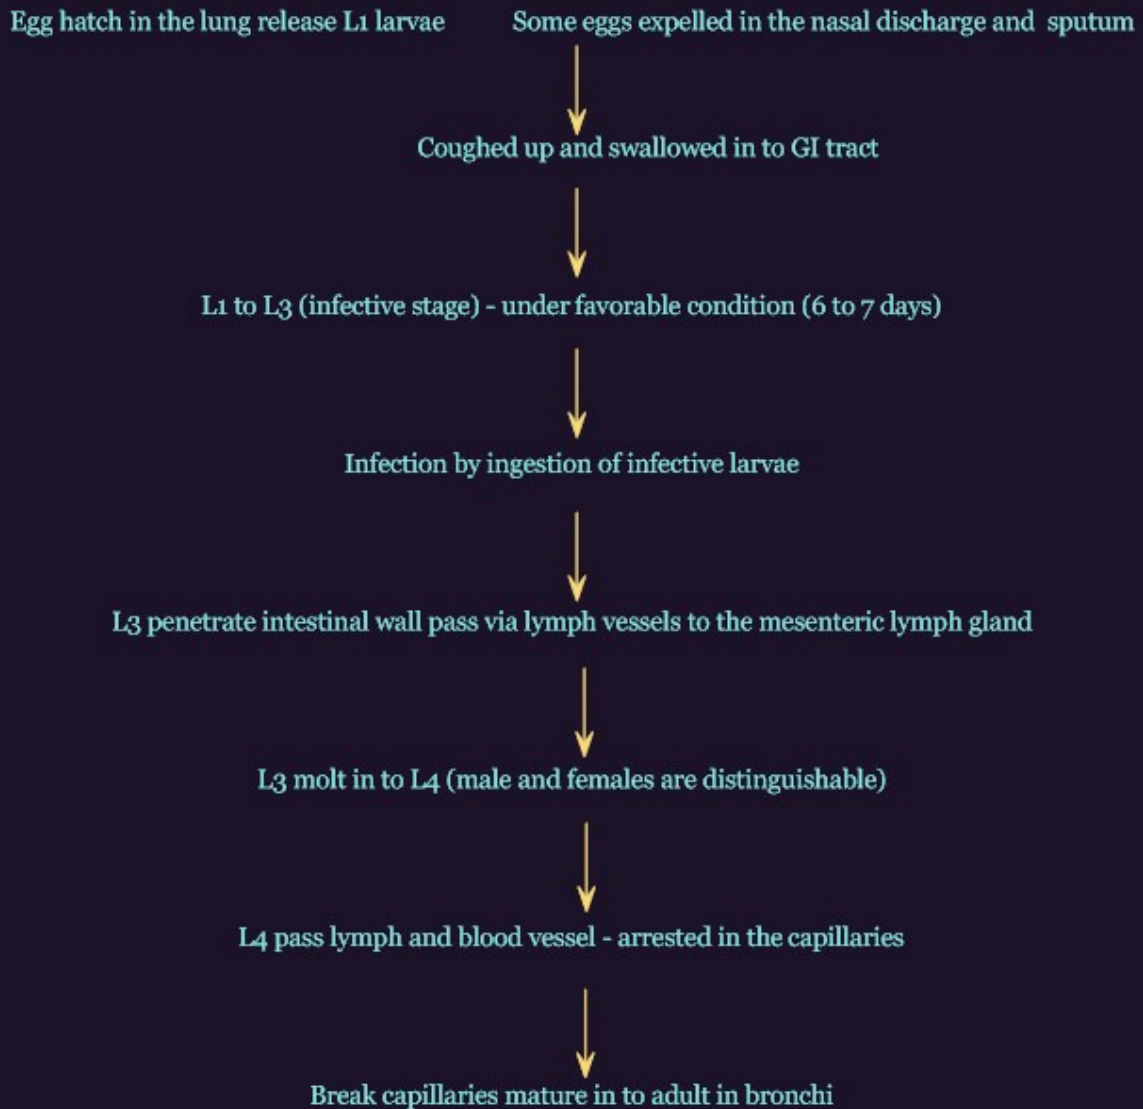 Egg hatch in the lung release L1 larvae
Some eggs expelled in the nasal discharge and sputum
Coughed up and swallowed in to GI tract
L1 to L3 (infective stage) - under favorable condition (6 to 7 days)
Infection by ingestion of infective larvae
L3 penetrate intestinal wall pass via lymph vessels to the mesenteric lymph gland
L3 molt in to L4 (male and females are distinguishable)
L4 pass lymph and blood vessel - arrested in the capillaries
Break capillaries mature in to adult in bronchi